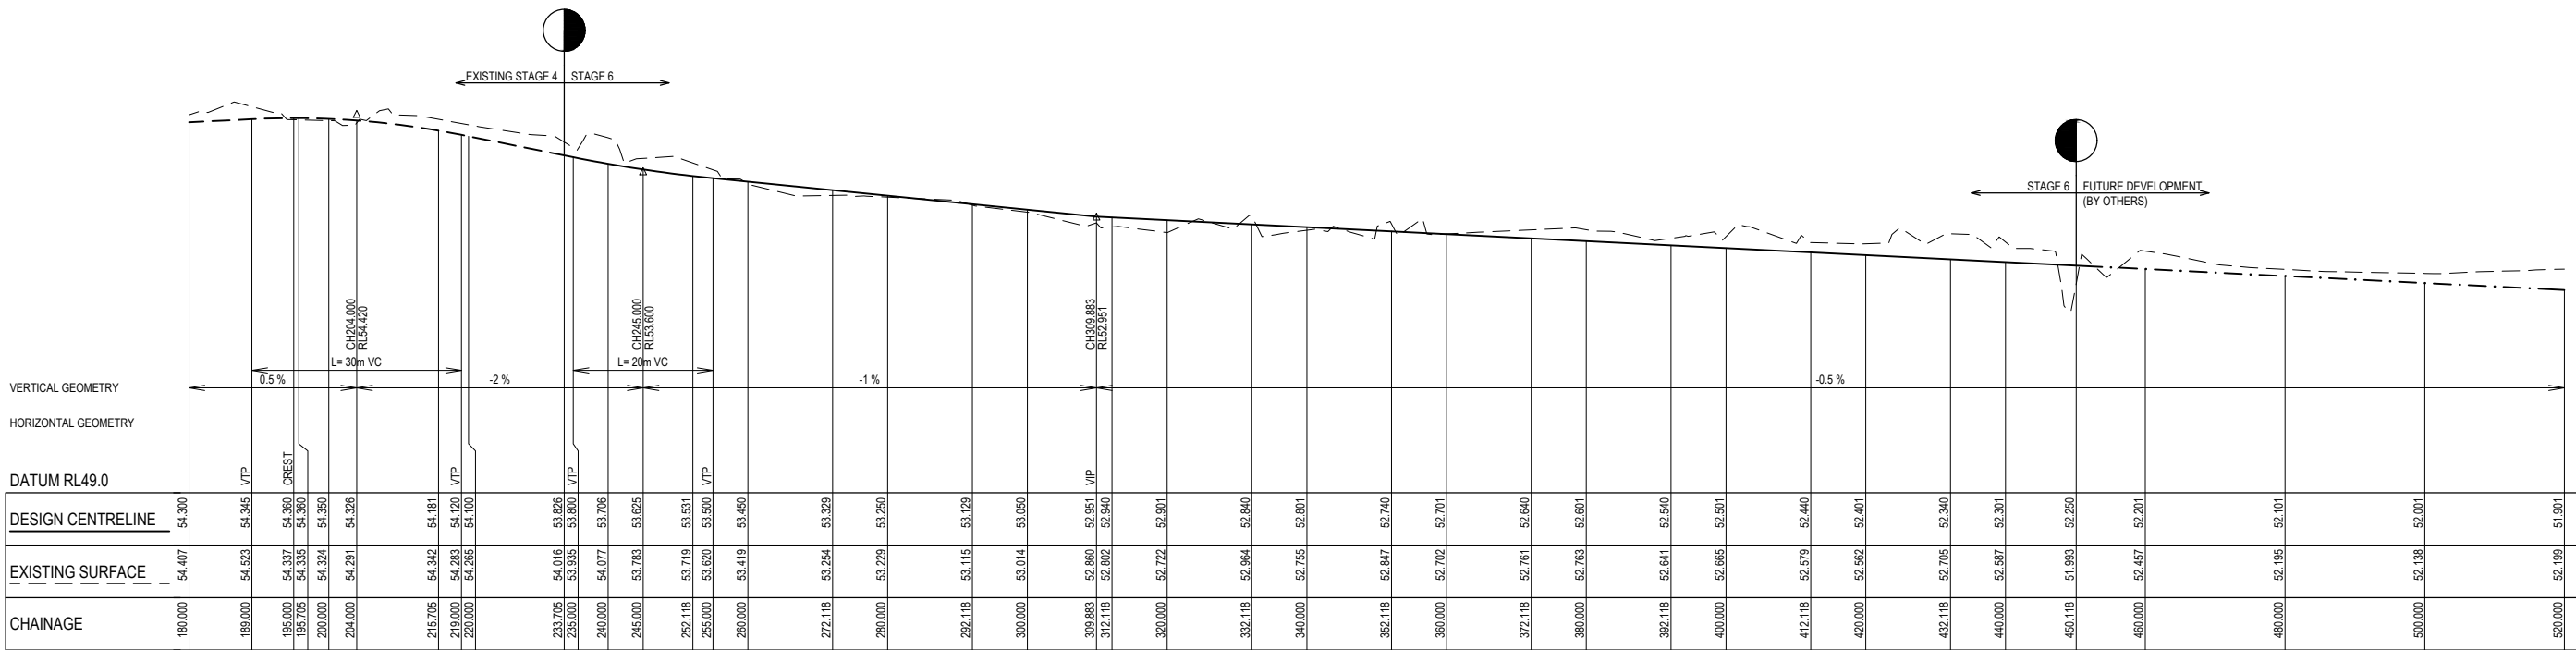 EXISTING STAGE 4 STAGE 6
STAGE 6 FUTURE DEVELOPMENT
(BY OTHERS)
CH204.000
RL54.420
CH245.000
RL53.600
CH309.883
RL52.951
L= 30m VC
L= 20m VC
VERTICAL GEOMETRY 0.5 % -2 % -1 % -0.5 %
HORIZONTAL GEOMETRY
VTP CREST VTP VTP VTP VIP
DATUM RL49.0
DESIGN CENTRELINE 54.300 54.345 54.360 54.360 54.350 54.326 54.181 54.120 54.100 53.826 53.800 53.706 53.625 53.531 53.500 53.450 53.329 53.250 53.129 53.050 52.951 52.940 52.901 52.840 52.801 52.740 52.701 52.640 52.601 52.540 52.501 52.440 52.401 52.340 52.301 52.250 52.201 52.101 52.001 51.901
EXISTING SURFACE 54.407 54.523 54.337 54.335 54.324 54.291 54.342 54.283 54.265 54.016 53.935 54.077 53.783 53.719 53.620 53.419 53.254 53.229 53.115 53.014 52.860 52.802 52.722 52.964 52.755 52.847 52.702 52.761 52.763 52.641 52.665 52.579 52.562 52.705 52.587 51.993 52.457 52.195 52.138 52.199
CHAINAGE 180.000 189.000 195.000 195.705 200.000 204.000 215.705 219.000 220.000 233.705 235.000 240.000 245.000 252.118 255.000 260.000 272.118 280.000 292.118 300.000 309.883 312.118 320.000 332.118 340.000 352.118 360.000 372.118 380.000 392.118 400.000 412.118 420.000 432.118 440.000 450.118 460.000 480.000 500.000 520.000